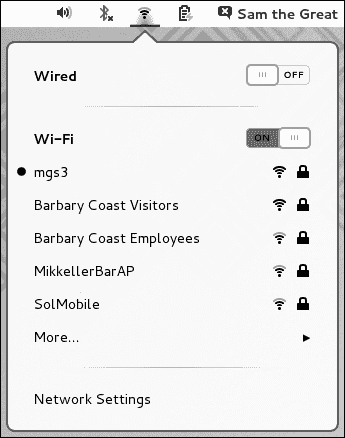 Sam the Great
Wired OFF
Wi-Fi ON
mgs3
Barbary Coast Visitors
Barbary Coast Employees
MikkellerBarAP
SolMobile
More...
Network Settings